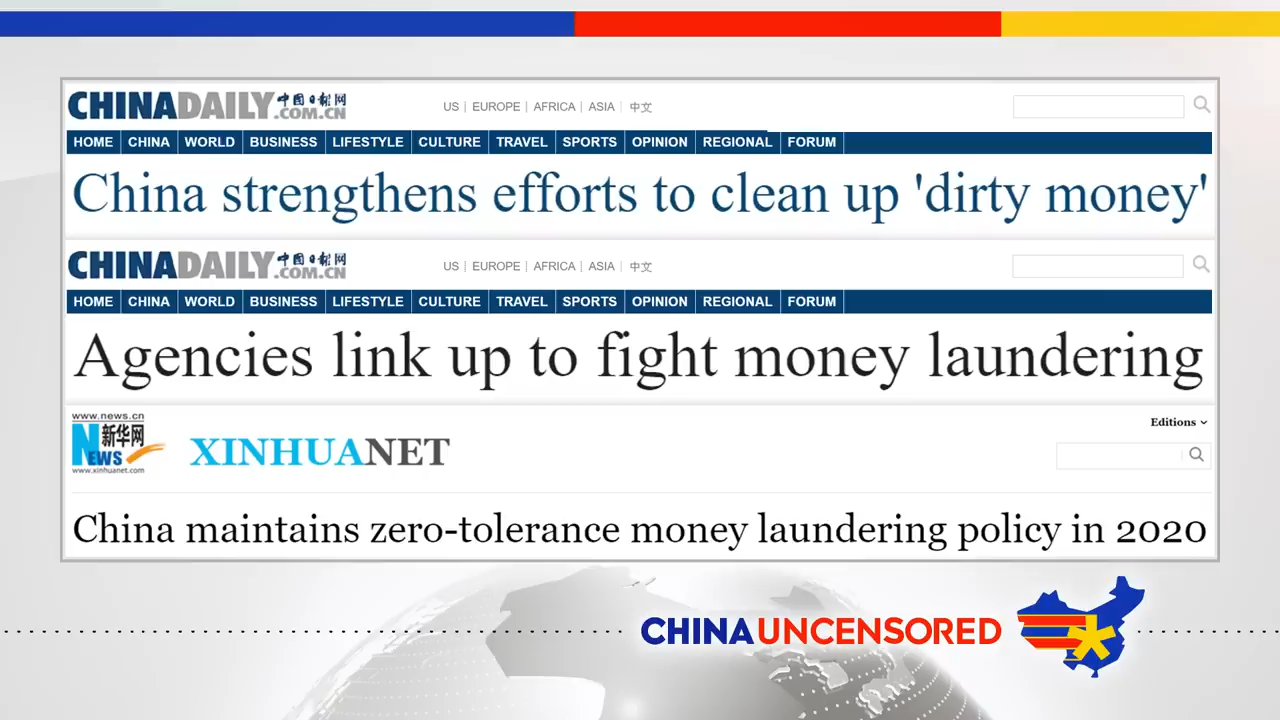 CHINADAILY 中国日报网
.COM.CN
US | EUROPE | AFRICA | ASIA | 中文
HOME CHINA WORLD BUSINESS LIFESTYLE CULTURE TRAVEL SPORTS OPINION REGIONAL FORUM
China strengthens efforts to clean up 'dirty money'
CHINADAILY 中国日报网
.COM.CN
US | EUROPE | AFRICA | ASIA | 中文
HOME CHINA WORLD BUSINESS LIFESTYLE CULTURE TRAVEL SPORTS OPINION REGIONAL FORUM
Agencies link up to fight money laundering
www.news.cn
新华网
NEWS
www.xinhuanet.com
XINHUANET
Editions
China maintains zero-tolerance money laundering policy in 2020
CHINA UNCENSORED